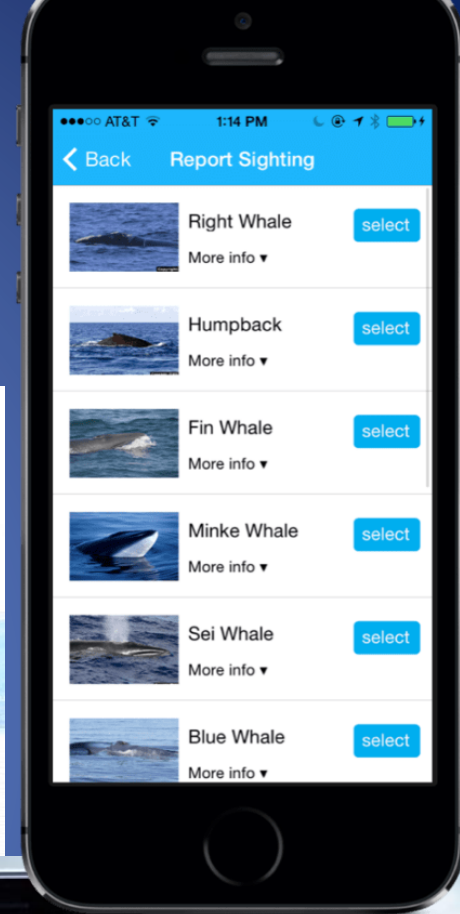 AT&T 1:14 PM
Back Report Sighting
Right Whale
select
More info ▾
Humpback
select
More info ▾
Fin Whale
select
More info ▾
Minke Whale
select
More info ▾
Sei Whale
select
More info ▾
Blue Whale
select
More info ▾